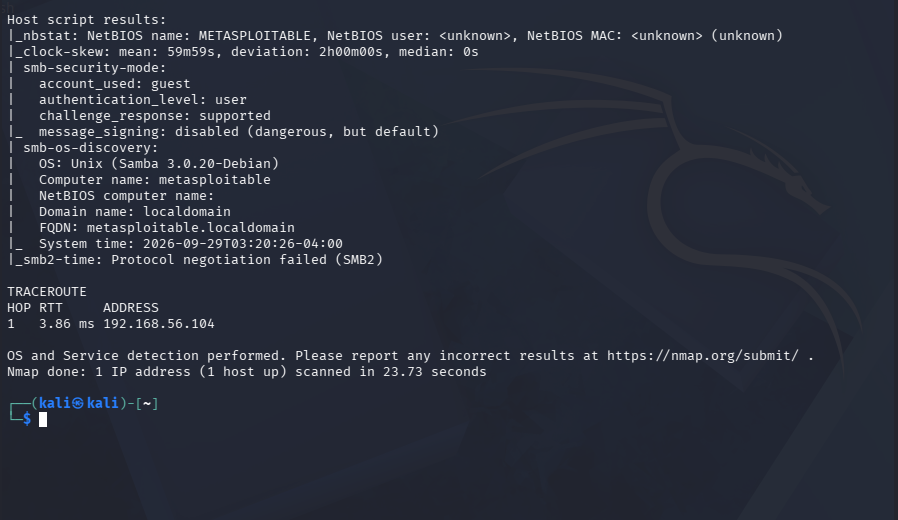 Host script results:
|_nbstat: NetBIOS name: METASPLOITABLE, NetBIOS user: <unknown>, NetBIOS MAC: <unknown> (unknown)
|_clock-skew: mean: 59m59s, deviation: 2h00m00s, median: 0s
| smb-security-mode:
|   account_used: guest
|   authentication_level: user
|   challenge_response: supported
|_  message_signing: disabled (dangerous, but default)
| smb-os-discovery:
|   OS: Unix (Samba 3.0.20-Debian)
|   Computer name: metasploitable
|   NetBIOS computer name:
|   Domain name: localdomain
|   FQDN: metasploitable.localdomain
|_  System time: 2026-09-29T03:20:26-04:00
|_smb2-time: Protocol negotiation failed (SMB2)

TRACEROUTE
HOP RTT     ADDRESS
1   3.86 ms 192.168.56.104

OS and Service detection performed. Please report any incorrect results at https://nmap.org/submit/ .
Nmap done: 1 IP address (1 host up) scanned in 23.73 seconds

┌──(kali㉿kali)-[~]
└─$